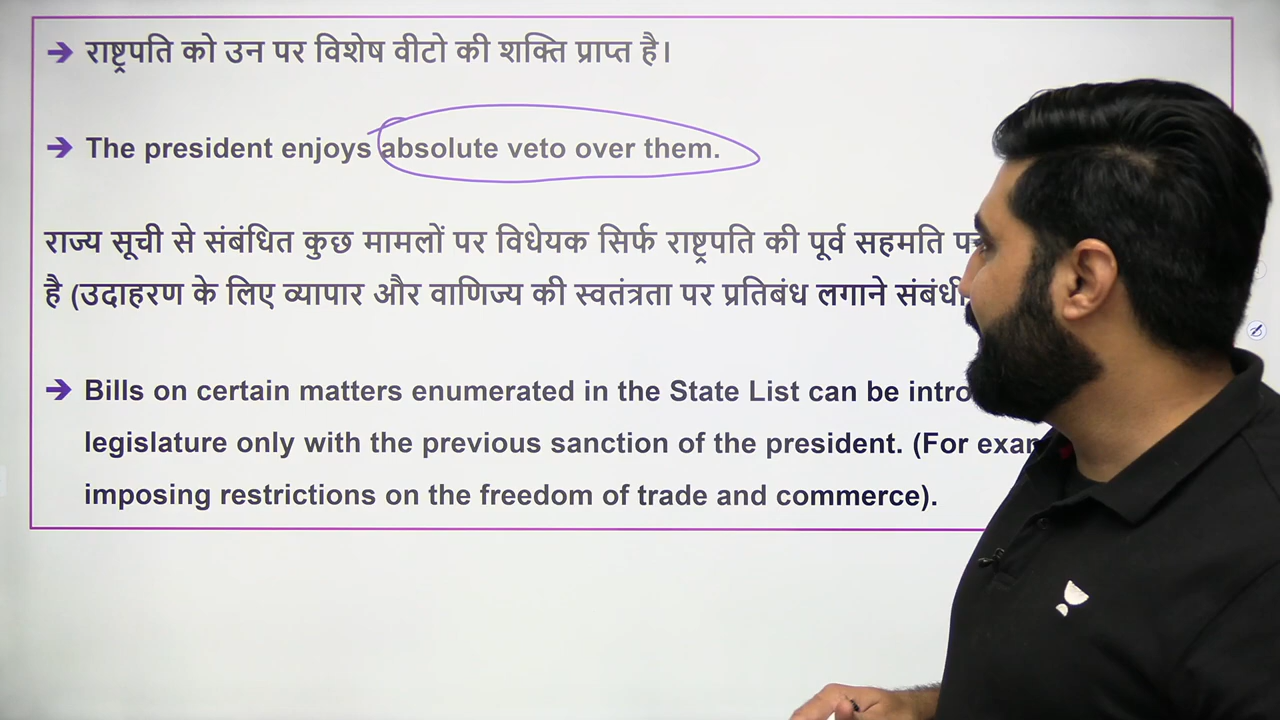 → राष्ट्रपति को उन पर विशेष वीटो की शक्ति प्राप्त है।
→ The president enjoys absolute veto over them.
राज्य सूची से संबंधित कुछ मामलों पर विधेयक सिर्फ राष्ट्रपति की पूर्व सहमति
है (उदाहरण के लिए व्यापार और वाणिज्य की स्वतंत्रता पर प्रतिबंध लगाने संबंधी
→ Bills on certain matters enumerated in the State List can be
legislature only with the previous sanction of the president. (For
imposing restrictions on the freedom of trade and commerce).